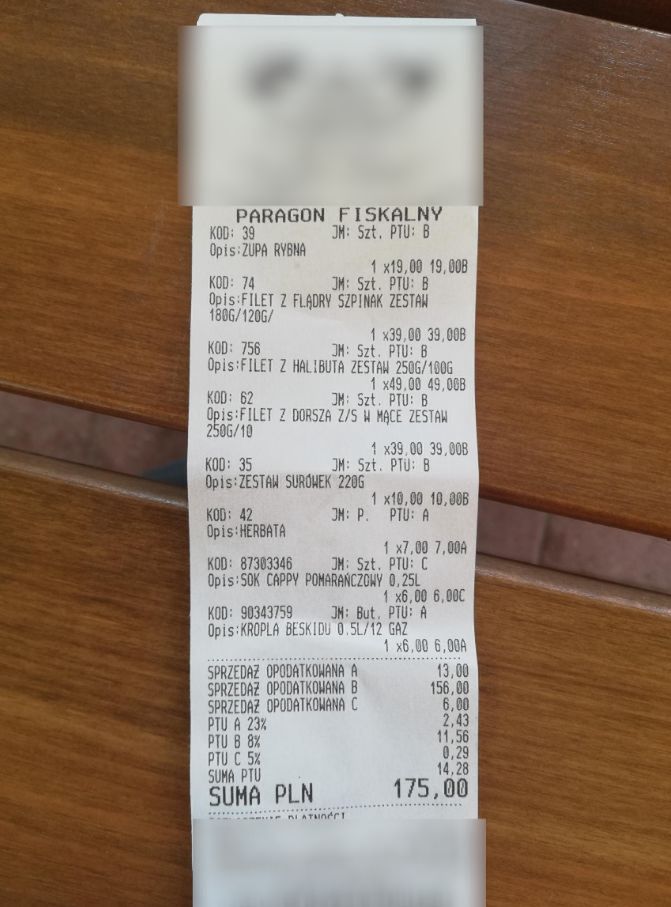 PARAGON FISKALNY
KOD: 39 JM: Szt. PTU: B
Opis:ZUPA RYBNA
1 x19,00 19,00B
KOD: 74 JM: Szt. PTU: B
Opis:FILET Z FLĄDRY SZPINAK ZESTAW
180G/120G/
1 x39,00 39,00B
KOD: 756 JM: Szt. PTU: B
Opis:FILET Z HALIBUTA ZESTAW 250G/100G
1 x49,00 49,00B
KOD: 62 JM: Szt. PTU: B
Opis:FILET Z DORSZA Z/S W MĄCE ZESTAW
250G/10
1 x39,00 39,00B
KOD: 35 JM: Szt. PTU: B
Opis:ZESTAW SURÓWEK 220G
1 x10,00 10,00B
KOD: 42 JM: P. PTU: A
Opis:HERBATA
1 x7,00 7,00A
KOD: 87303346 JM: Szt. PTU: C
Opis:SOK CAPPY POMARAŃCZOWY 0,25L
1 x6,00 6,00C
KOD: 90343759 JM: But. PTU: A
Opis:KROPLA BESKIDU 0.5L/12 GAZ
1 x6,00 6,00A
SPRZEDAŻ OPODATKOWANA A 13,00
SPRZEDAŻ OPODATKOWANA B 156,00
SPRZEDAŻ OPODATKOWANA C 6,00
PTU A 23% 2,43
PTU B 8% 11,56
PTU C 5% 0,29
SUMA PTU 14,28
SUMA PLN 175,00